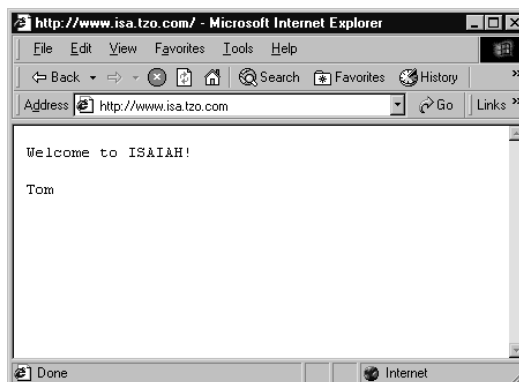 http://www.isa.tzo.com/ - Microsoft Internet Explorer
File Edit View Favorites Tools Help
Back Search Favorites History »
Address http://www.isa.tzo.com Go Links »
Welcome to ISAIAH!
Tom
Done Internet